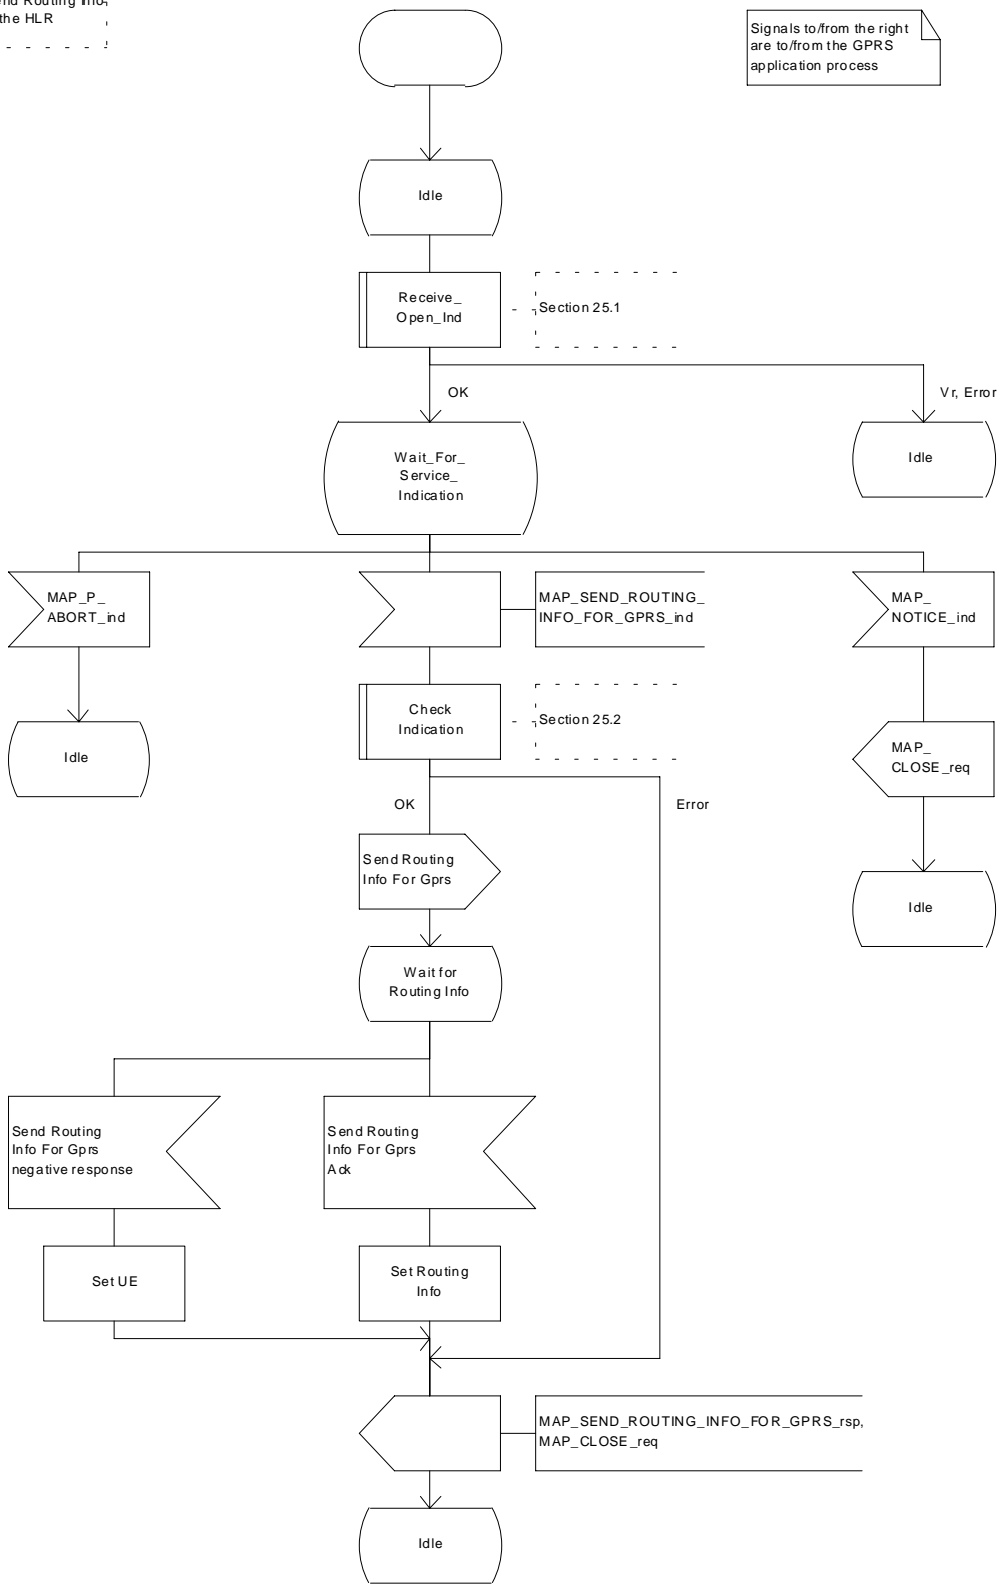 the HLR
Signals to/from the right
are to/from the GPRS
application process
Idle
Receive_
Open_Ind
Section 25.1
OK
Vr, Error
Wait_For_
Service_
Indication
Idle
MAP_P_
ABORT_ind
MAP_SEND_ROUTING_
INFO_FOR_GPRS_ind
MAP_
NOTICE_ind
Check
Indication
Section 25.2
Idle
MAP_
CLOSE_req
OK
Error
Send Routing
Info For Gprs
Idle
Wait for
Routing Info
Send Routing
Info For Gprs
negative response
Send Routing
Info For Gprs
Ack
Set UE
Set Routing
Info
MAP_SEND_ROUTING_INFO_FOR_GPRS_rsp,
MAP_CLOSE_req
Idle